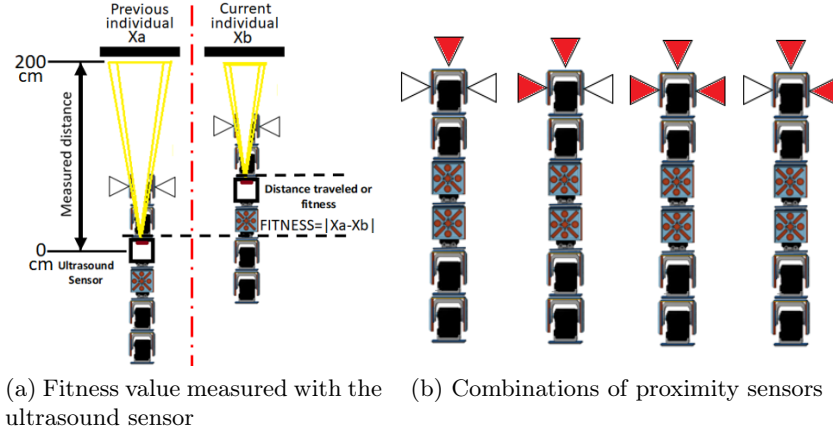 Previous individual Xa
Current individual Xb
200 cm
Measured distance
Distance traveled or fitness
FITNESS=|Xa-Xb|
0 cm
Ultrasound Sensor
(a) Fitness value measured with the
ultrasound sensor
(b) Combinations of proximity sensors